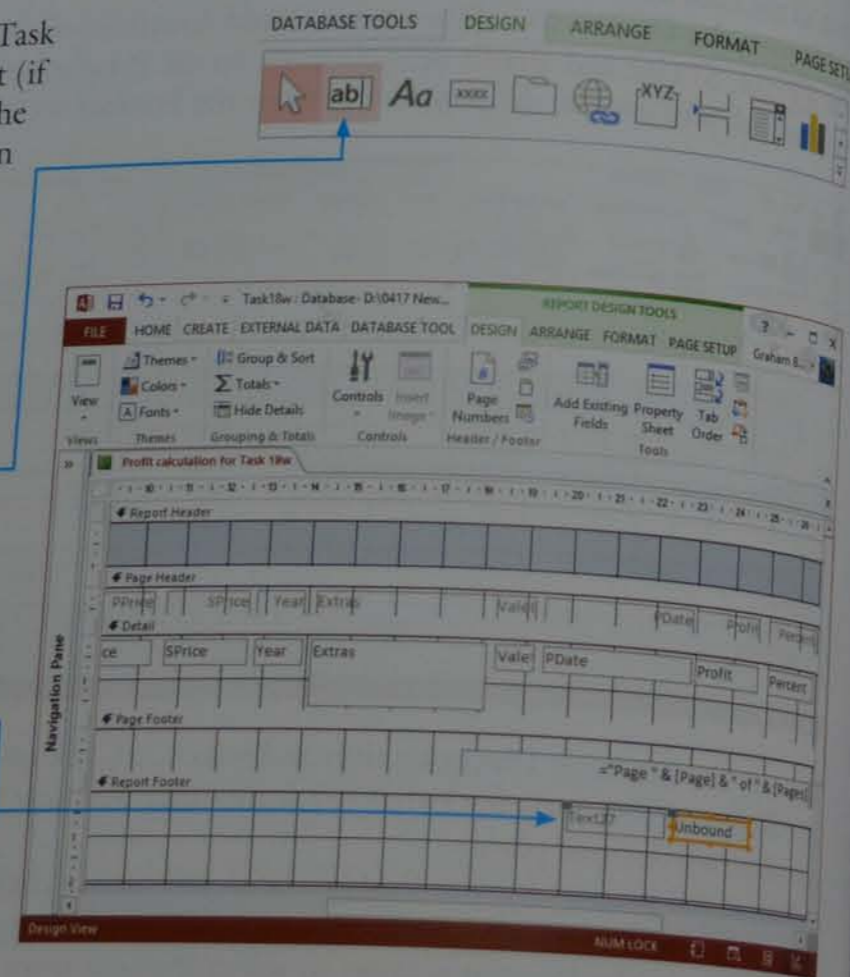 Task
t (if
he
n
DATABASE TOOLS DESIGN ARRANGE FORMAT PAGE SETU
ab| Aa xxxx XYZ
Task18w : Database- D:\0417 New... REPORT DESIGN TOOLS ? - x
FILE HOME CREATE EXTERNAL DATA DATABASE TOOL DESIGN ARRANGE FORMAT PAGE SETUP Graham B...
View
Themes
Colors
A Fonts
Group & Sort
Σ Totals
Hide Details
Controls
Insert Image
Page Numbers
Add Existing Fields
Property Sheet
Tab Order
Views Themes Grouping & Totals Controls Header / Footer Tools
» Profit calculation for Task 18w
Report Header
Page Header
PPrice SPrice Year Extras Valet PDate Profit Percent
Detail
ce SPrice Year Extras Vale PDate Profit Percent
Page Footer
="Page " & [Page] & " of " & [Pages]
Report Footer
Text27 Unbound
Navigation Pane
Design View NUM LOCK